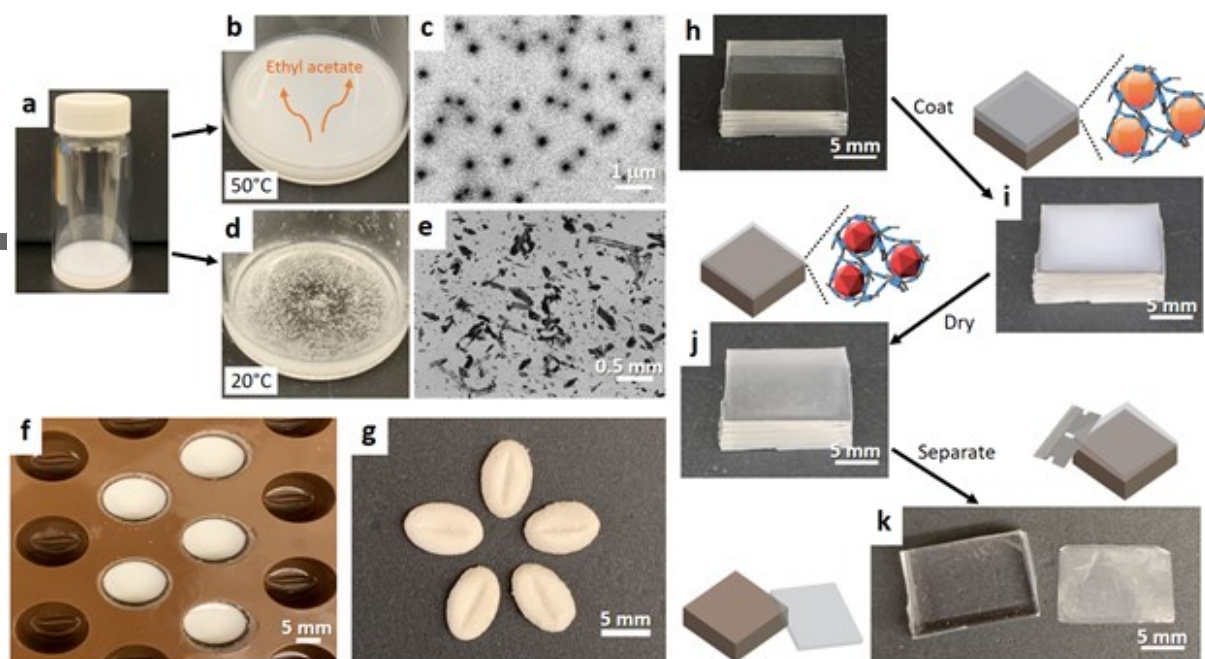 a
b
Ethyl acetate
50°C
c
1 µm
d
20°C
e
0.5 mm
f
5 mm
g
5 mm
h
5 mm
Coat
i
5 mm
Dry
j
5 mm
Separate
k
5 mm